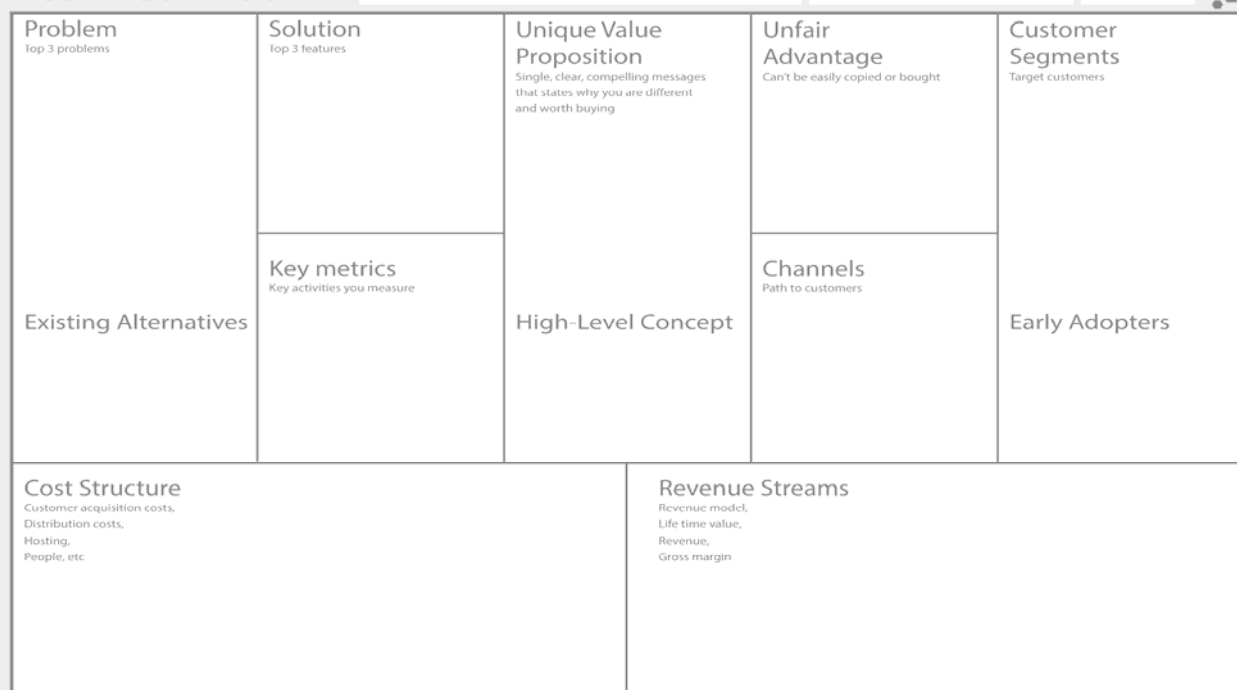 Problem
Top 3 problems
Existing Alternatives
Solution
Top 3 features
Key metrics
Key activities you measure
Unique Value
Proposition
Single, clear, compelling messages
that states why you are different
and worth buying
High-Level Concept
Unfair
Advantage
Can't be easily copied or bought
Channels
Path to customers
Customer
Segments
Target customers
Early Adopters
Cost Structure
Customer acquisition costs,
Distribution costs,
Hosting,
People, etc
Revenue Streams
Revenue model,
Life time value,
Revenue,
Gross margin